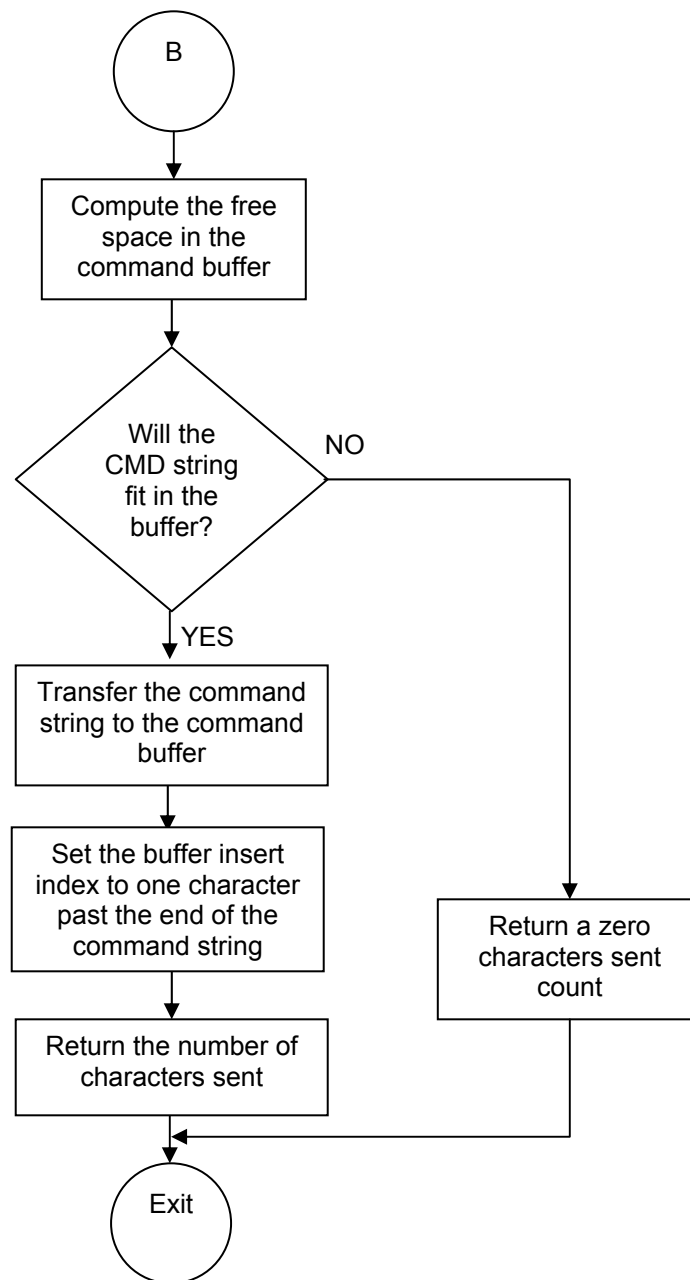 B
Compute the free
space in the
command buffer
Will the
CMD string
fit in the
buffer?
NO
YES
Transfer the command
string to the command
buffer
Set the buffer insert
index to one character
past the end of the
command string
Return a zero
characters sent
count
Return the number of
characters sent
Exit